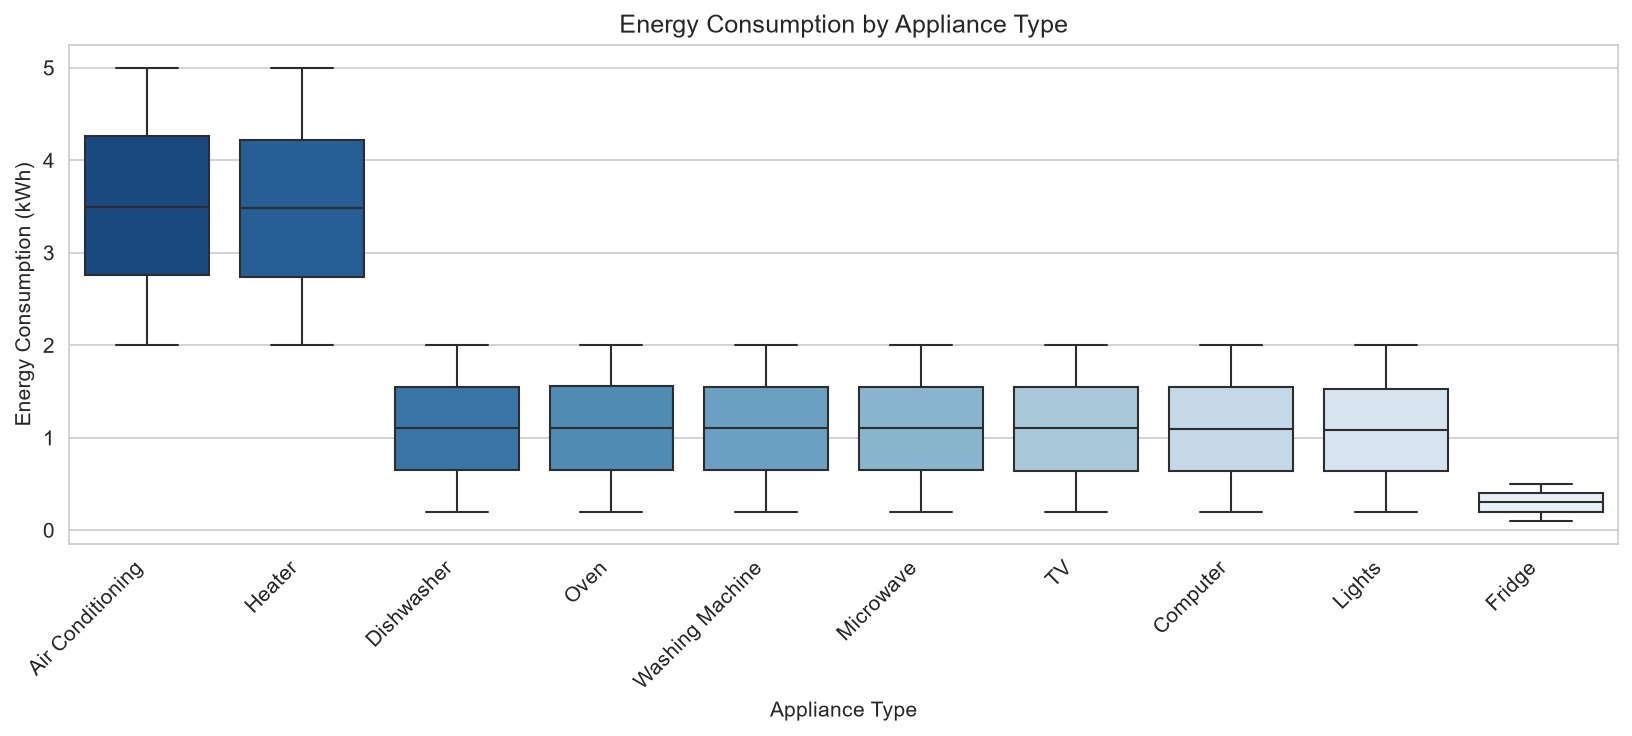 Energy Consumption by Appliance Type
Energy Consumption (kWh)
5
4
3
2
1
0
Air Conditioning
Heater
Dishwasher
Oven
Washing Machine
Microwave
TV
Computer
Lights
Fridge
Appliance Type